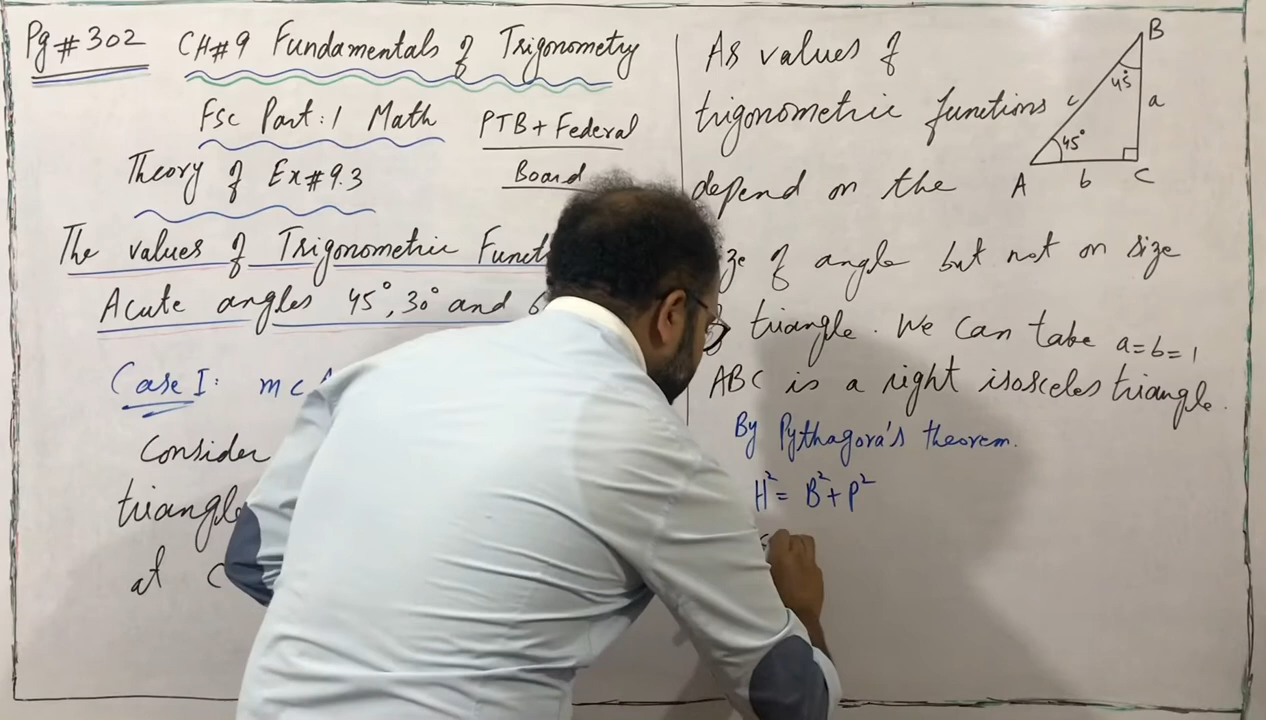 Pg # 302
CH#9 Fundamentals of Trigonometry
Fsc Part:1 Math
PTB + Federal
Board
Theory of Ex#9.3
The values of Trigonometric Funct
Acute angles 45°, 30° and 6
Case I: m
Consider
triangle
at C
As values of
trigonometric functions
depend on the
ze of angle but not on size
triangle. We can take a=b=1
ABC is a right isosceles triangle.
By Pythagora's theorem.
H² = B² + P²
B
45°
c
a
45°
A
b
C